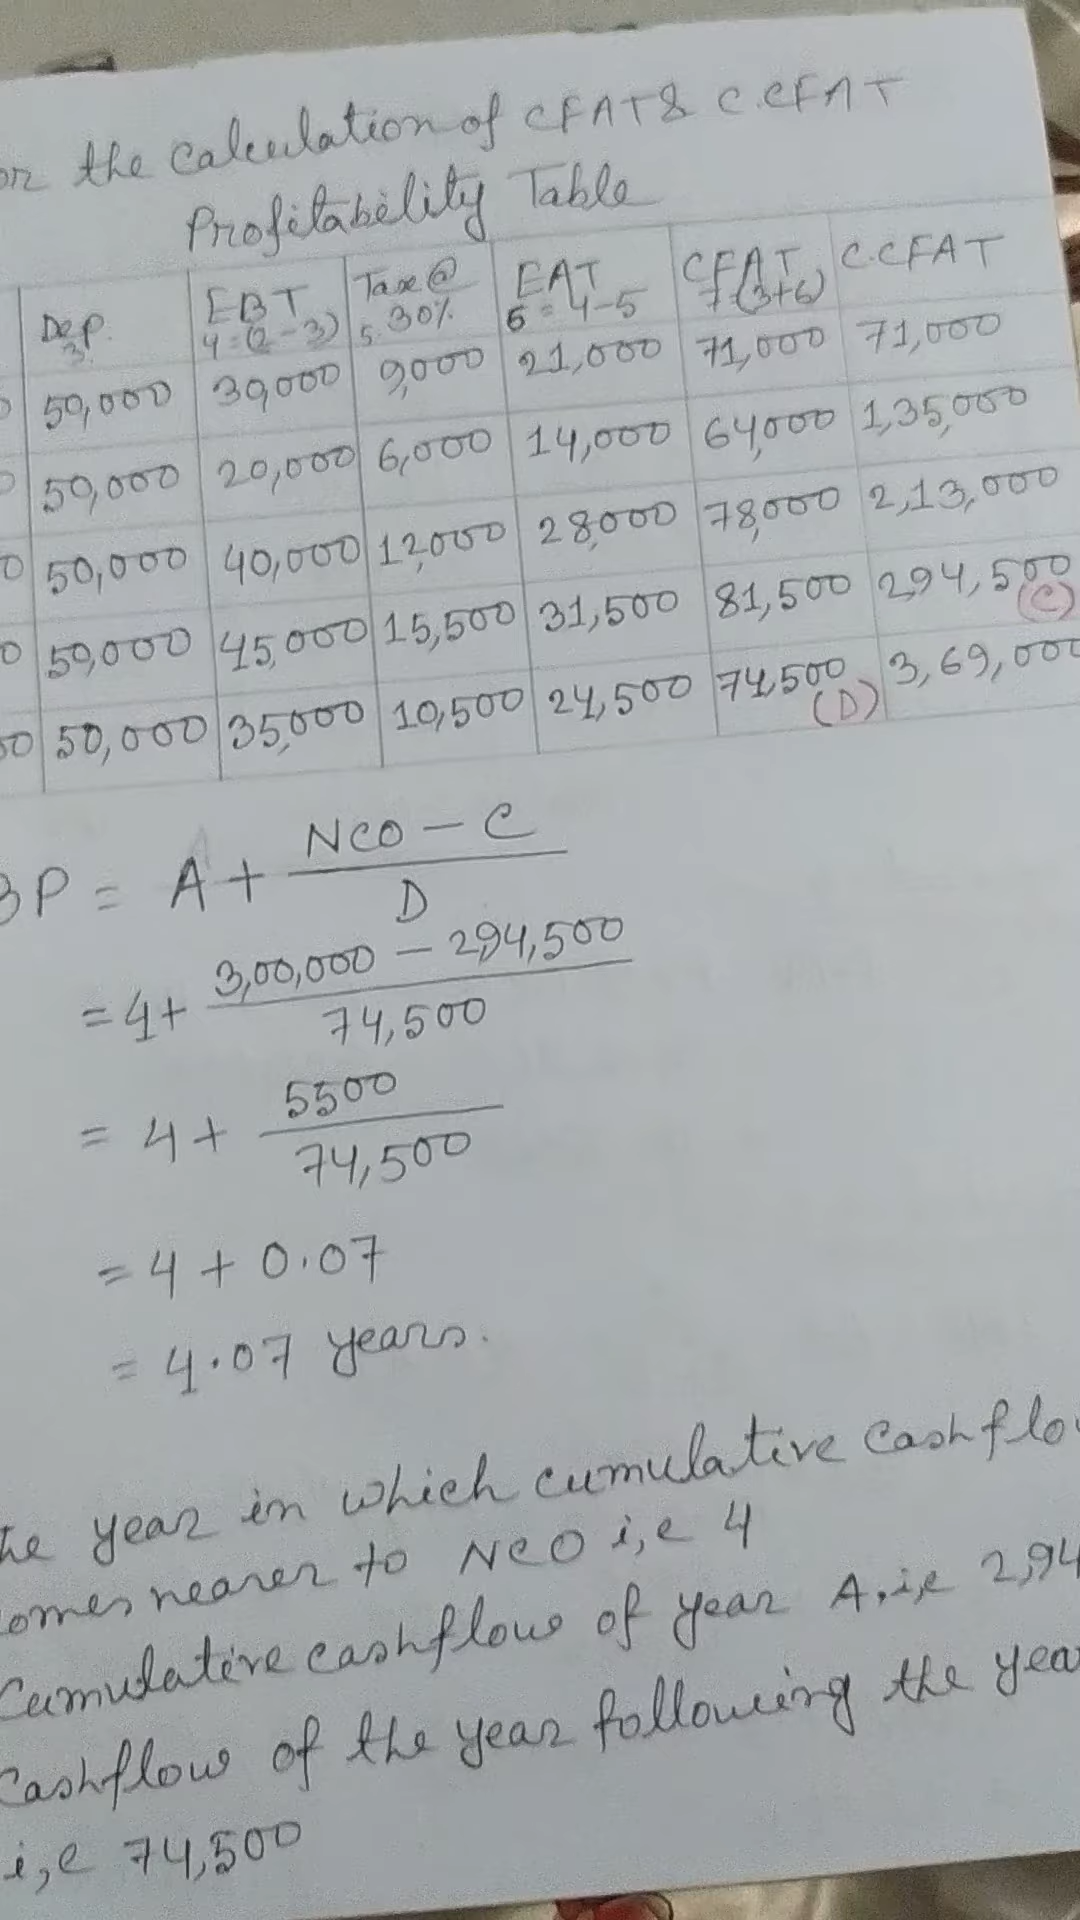 the calculation of CFAT & C.CFAT
Profitability Table
Dep. 3. EBT 4=(2-3) Tax @ 5. 30% EAT 6=4-5 CFAT 7(3+6) C.CFAT
50,000 30,000 9,000 21,000 71,000 71,000
50,000 20,000 6,000 14,000 64,000 1,35,000
50,000 40,000 12,000 28,000 78,000 2,13,000
50,000 45,000 15,500 31,500 81,500 294,500 (C)
50,000 35,000 10,500 24,500 74,500 (D) 3,69,000
BP = A + NCO - C / D
= 4 + 3,00,000 - 294,500 / 74,500
= 4 + 5500 / 74,500
= 4 + 0.07
= 4.07 years.
year in which cumulative cashflow
nearer to NCO i,e 4
Cumulative cashflow of year A. i,e 2,94
cashflow of the year following the year
i,e 74,500